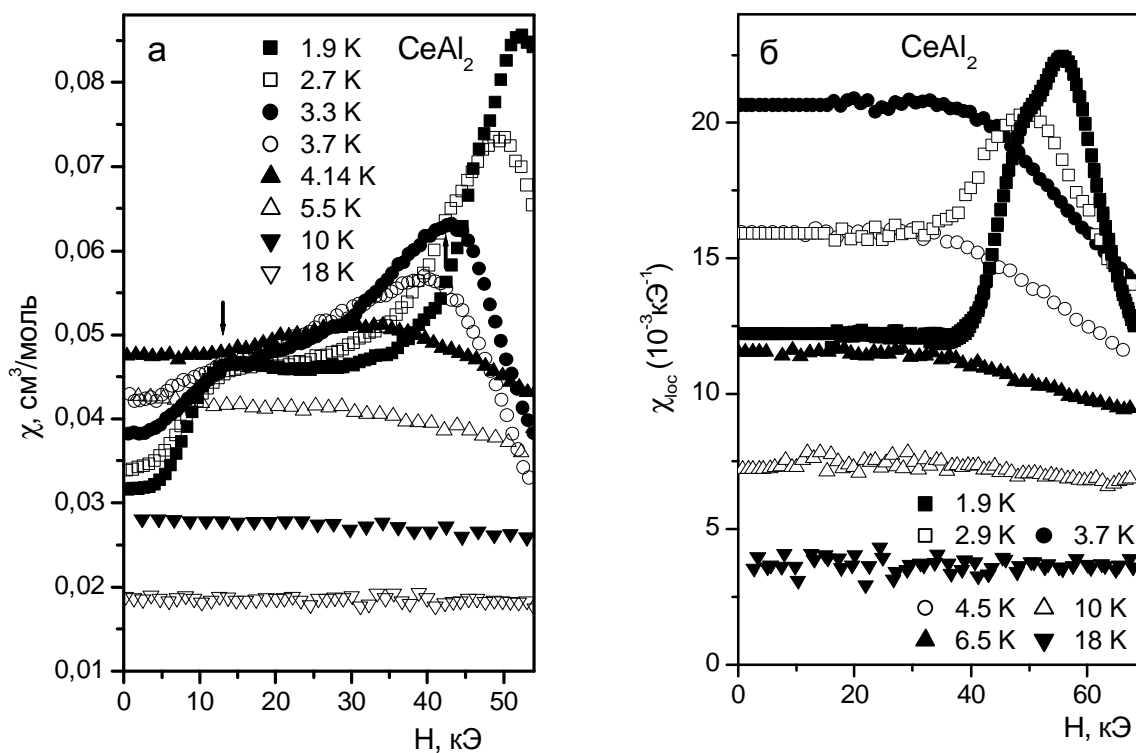 а
CeAl2
1.9 K
2.7 K
3.3 K
3.7 K
4.14 K
5.5 K
10 K
18 K
0,08
0,07
0,06
0,05
0,04
0,03
0,02
0,01
χ, см³/моль
0 10 20 30 40 50
H, кЭ
б
CeAl2
20
15
10
5
0
χloc (10⁻³кЭ⁻¹)
1.9 K
2.9 K 3.7 K
4.5 K 10 K
6.5 K 18 K
0 20 40 60
H, кЭ